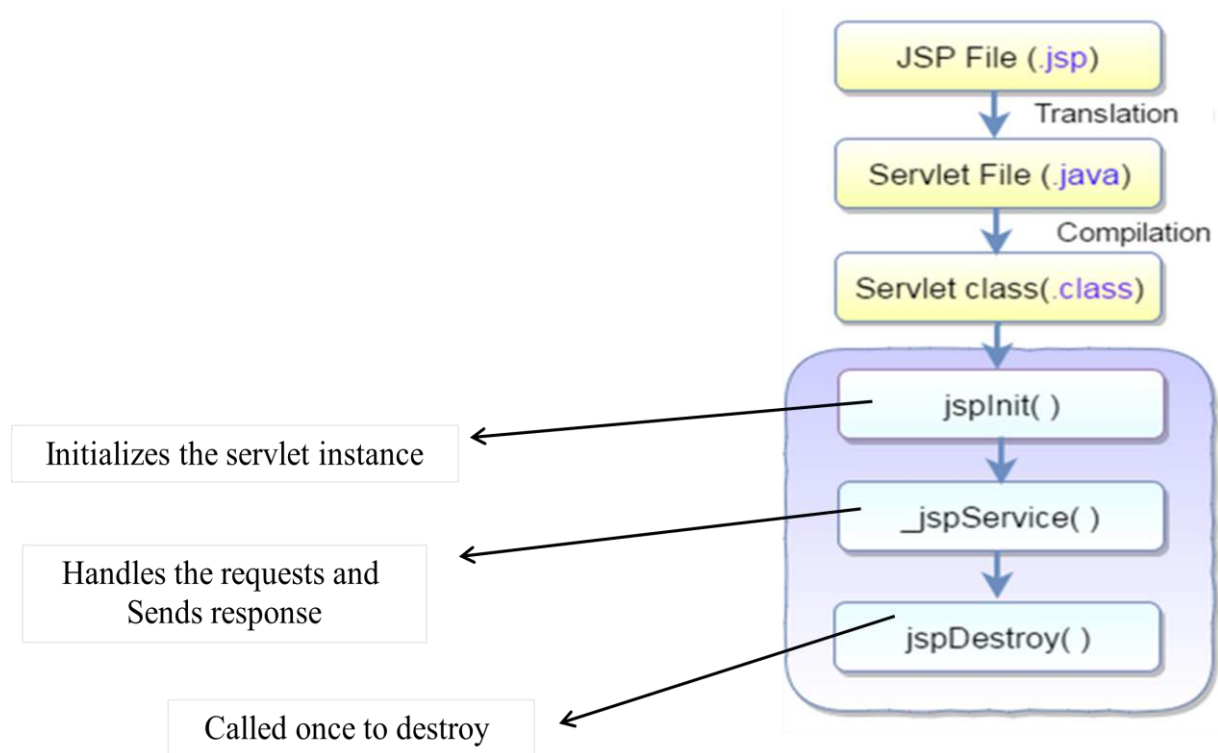 JSP File (.jsp)
Translation
Servlet File (.java)
Compilation
Servlet class(.class)
jspInit( )
Initializes the servlet instance
_jspService( )
Handles the requests and
Sends response
jspDestroy( )
Called once to destroy